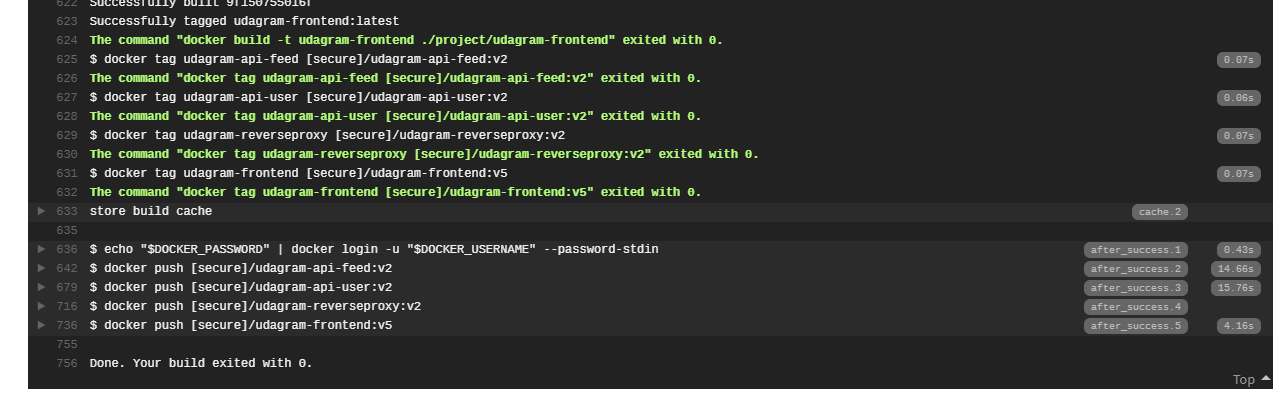 622 Successfully built 9f150755016f
623 Successfully tagged udagram-frontend:latest
624 The command "docker build -t udagram-frontend ./project/udagram-frontend" exited with 0.
625 $ docker tag udagram-api-feed [secure]/udagram-api-feed:v2 0.07s
626 The command "docker tag udagram-api-feed [secure]/udagram-api-feed:v2" exited with 0.
627 $ docker tag udagram-api-user [secure]/udagram-api-user:v2 0.06s
628 The command "docker tag udagram-api-user [secure]/udagram-api-user:v2" exited with 0.
629 $ docker tag udagram-reverseproxy [secure]/udagram-reverseproxy:v2 0.07s
630 The command "docker tag udagram-reverseproxy [secure]/udagram-reverseproxy:v2" exited with 0.
631 $ docker tag udagram-frontend [secure]/udagram-frontend:v5 0.07s
632 The command "docker tag udagram-frontend [secure]/udagram-frontend:v5" exited with 0.
633 store build cache cache.2
635
636 $ echo "$DOCKER_PASSWORD" | docker login -u "$DOCKER_USERNAME" --password-stdin after_success.1 0.43s
642 $ docker push [secure]/udagram-api-feed:v2 after_success.2 14.66s
679 $ docker push [secure]/udagram-api-user:v2 after_success.3 15.76s
716 $ docker push [secure]/udagram-reverseproxy:v2 after_success.4
736 $ docker push [secure]/udagram-frontend:v5 after_success.5 4.16s
755
756 Done. Your build exited with 0.
Top